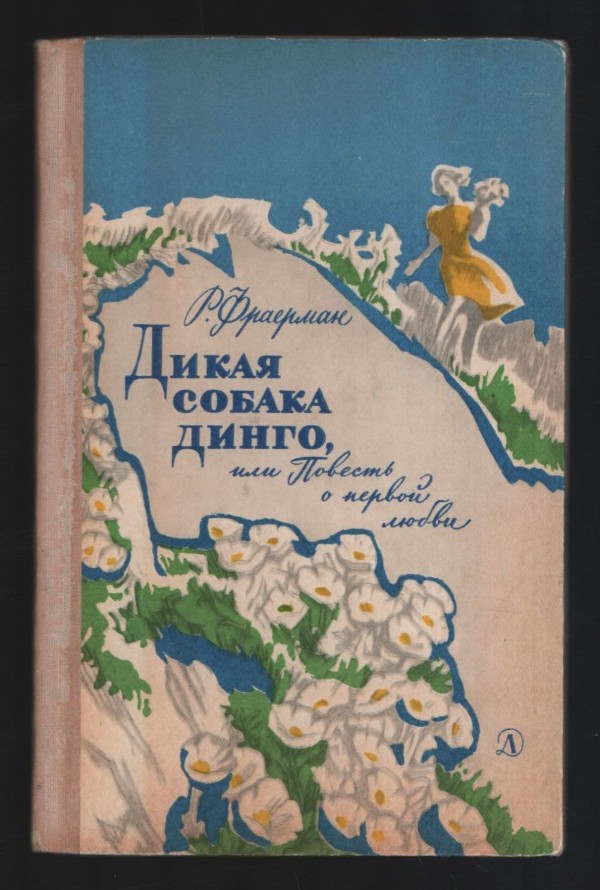 Р. Фраерман
Дикая
собака
динго,
или Повесть
о первой
любви
Д